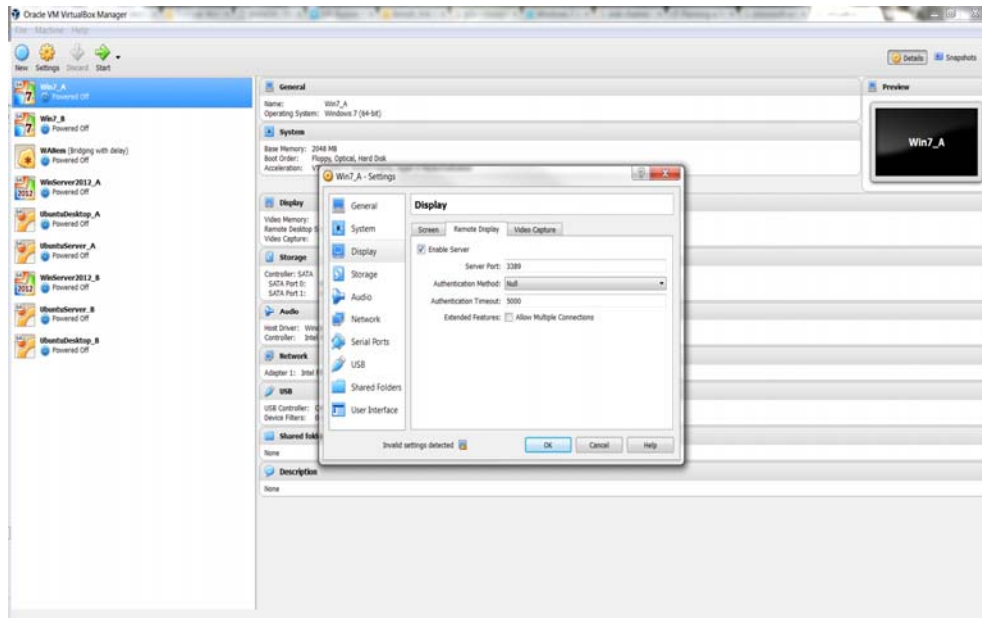 Oracle VM VirtualBox Manager
File Machine Help
New Settings Discard Start
Details Snapshots
Win7_A
Powered Off
Win7_B
Powered Off
WANem (Bridging with delay)
Powered Off
WinServer2012_A
Powered Off
UbuntuDesktop_A
Powered Off
UbuntuServer_A
Powered Off
WinServer2012_B
Powered Off
UbuntuServer_B
Powered Off
UbuntuDesktop_B
Powered Off
General
Name: Win7_A
Operating System: Windows 7 (64-bit)
System
Base Memory: 2048 MB
Boot Order: Floppy, Optical, Hard Disk
Acceleration:
Display
Video Memory:
Remote Desktop
Video Capture:
Storage
Controller: SATA
SATA Port 0:
SATA Port 1:
Audio
Host Driver:
Controller:
Network
Adapter 1: Intel
USB
USB Controller:
Device Filters:
Shared
None
Description
None
Preview
Win7_A
Win7_A - Settings
General
System
Display
Storage
Audio
Network
Serial Ports
USB
Shared Folders
User Interface
Display
Screen Remote Display Video Capture
Enable Server
Server Port: 3389
Authentication Method: Null
Authentication Timeout: 5000
Extended Features: Allow Multiple Connections
Invalid settings detected
OK Cancel Help